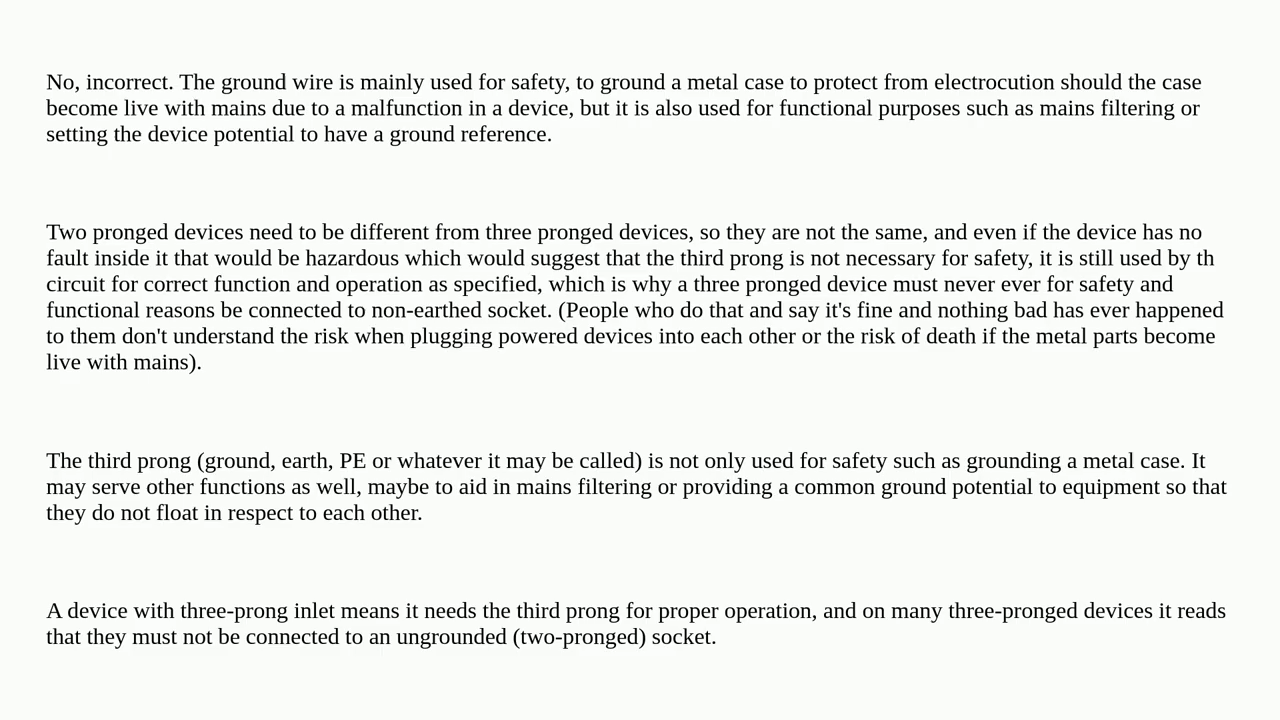 No, incorrect. The ground wire is mainly used for safety, to ground a metal case to protect from electrocution should the case
become live with mains due to a malfunction in a device, but it is also used for functional purposes such as mains filtering or
setting the device potential to have a ground reference.
Two pronged devices need to be different from three pronged devices, so they are not the same, and even if the device has no
fault inside it that would be hazardous which would suggest that the third prong is not necessary for safety, it is still used by th
circuit for correct function and operation as specified, which is why a three pronged device must never ever for safety and
functional reasons be connected to non-earthed socket. (People who do that and say it's fine and nothing bad has ever happened
to them don't understand the risk when plugging powered devices into each other or the risk of death if the metal parts become
live with mains).
The third prong (ground, earth, PE or whatever it may be called) is not only used for safety such as grounding a metal case. It
may serve other functions as well, maybe to aid in mains filtering or providing a common ground potential to equipment so that
they do not float in respect to each other.
A device with three-prong inlet means it needs the third prong for proper operation, and on many three-pronged devices it reads
that they must not be connected to an ungrounded (two-pronged) socket.